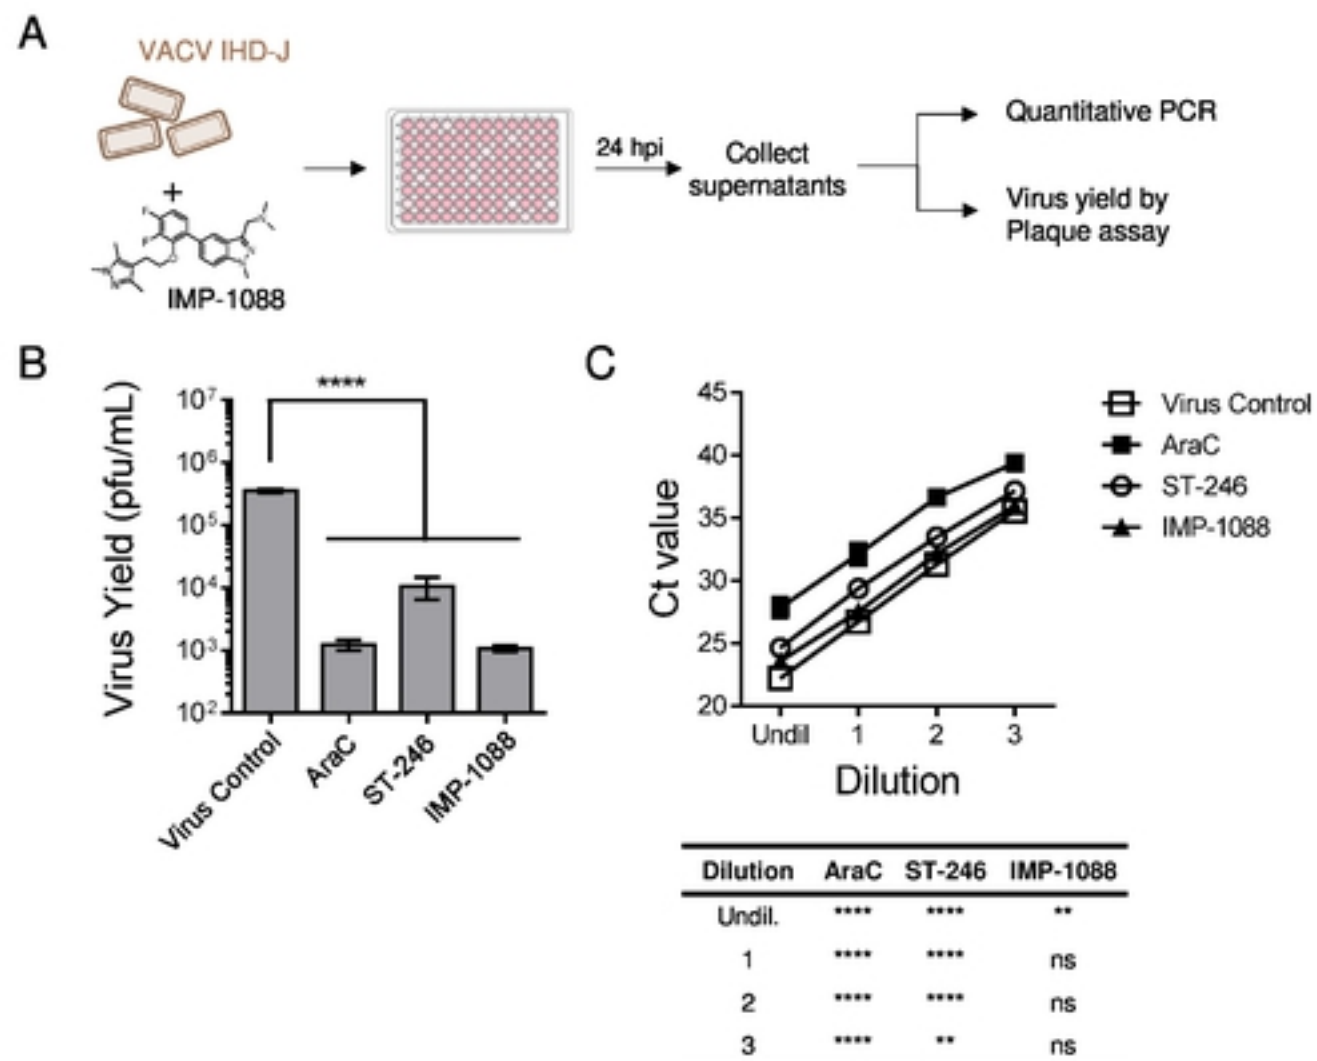 A
VACV IHD-J
+
IMP-1088
24 hpi
Collect
supernatants
Quantitative PCR
Virus yield by
Plaque assay
B
****
Virus Yield (pfu/mL)
10⁷
10⁶
10⁵
10⁴
10³
10²
Virus Control
AraC
ST-246
IMP-1088
C
Ct value
45
40
35
30
25
20
Undil 1 2 3
Dilution
Virus Control
AraC
ST-246
IMP-1088
Dilution AraC ST-246 IMP-1088
Undil. **** **** **
1 **** **** ns
2 **** **** ns
3 **** ** ns